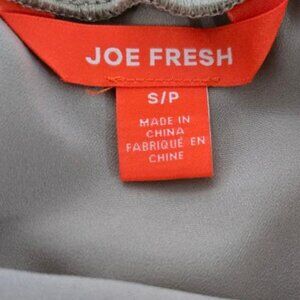 JOE FRESH
S/P
MADE IN
CHINA
FABRIQUÉ EN
CHINE